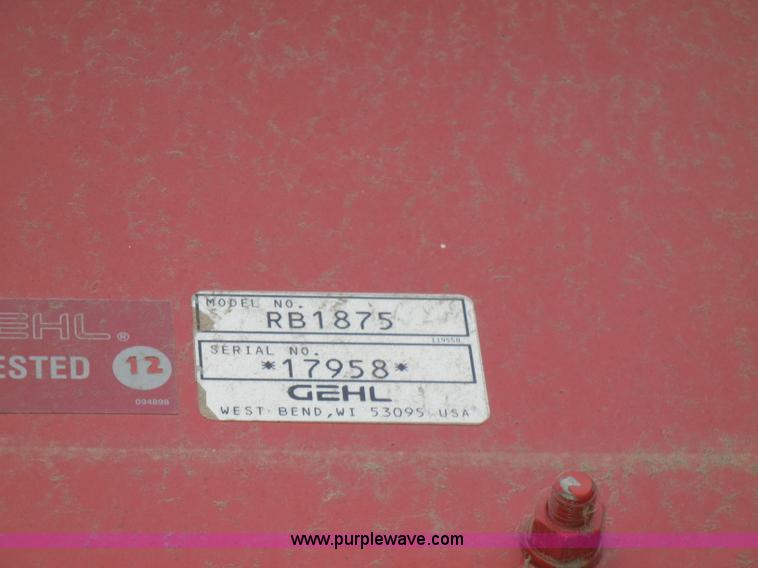 MODEL NO.
RB1875
119558
SERIAL NO.
*17958*
GEHL
WEST BEND, WI 53095 USA
EHL®
ESTED 12
094898
www.purplewave.com